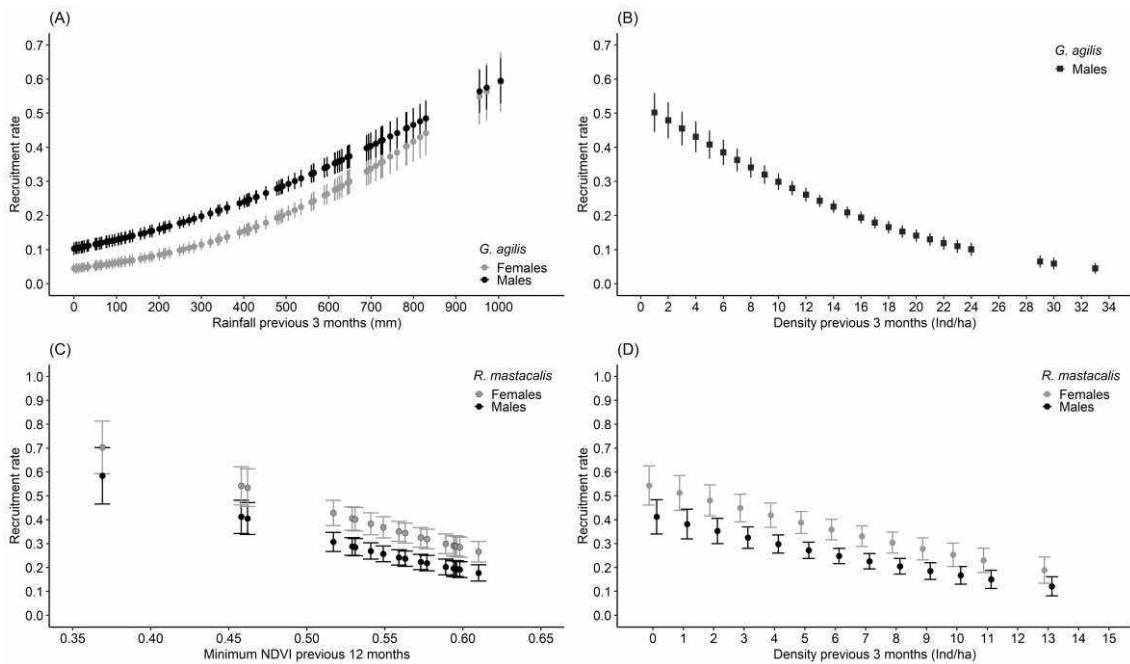 (A)
0.7
0.6
0.5
0.4
0.3
0.2
0.1
0.0
Recruitment rate
G. agilis
Females
Males
0 100 200 300 400 500 600 700 800 900 1000
Rainfall previous 3 months (mm)
(B)
0.7
0.6
0.5
0.4
0.3
0.2
0.1
0.0
Recruitment rate
G. agilis
Males
0 2 4 6 8 10 12 14 16 18 20 22 24 26 28 30 32 34
Density previous 3 months (Ind/ha)
(C)
1.0
0.9
0.8
0.7
0.6
0.5
0.4
0.3
0.2
0.1
0.0
Recruitment rate
R. mastacalis
Females
Males
0.35 0.40 0.45 0.50 0.55 0.60 0.65
Minimum NDVI previous 12 months
(D)
1.0
0.9
0.8
0.7
0.6
0.5
0.4
0.3
0.2
0.1
0.0
Recruitment rate
R. mastacalis
Females
Males
0 1 2 3 4 5 6 7 8 9 10 11 12 13 14 15
Density previous 3 months (Ind/ha)